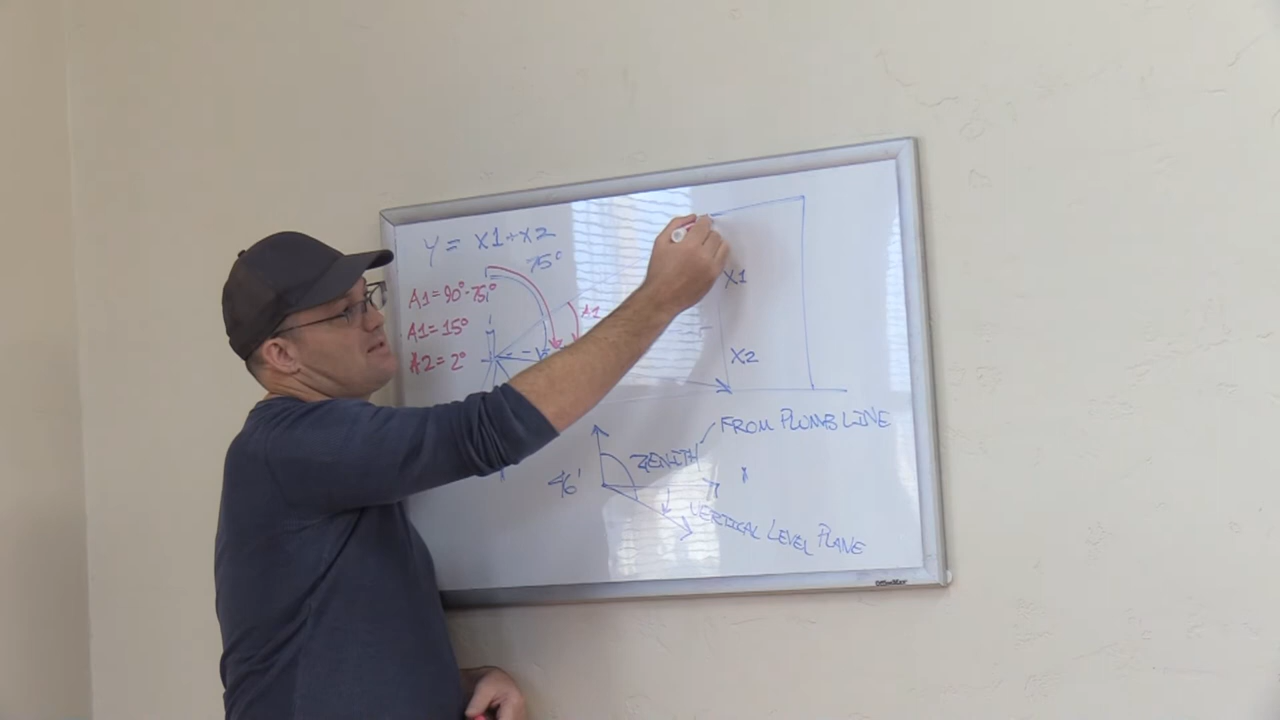 Y = X1+X2
75°
A1=90°-75°
A1=15°
A2=2°
A1
X1
X2
FROM PLUMB LINE
ZENITH
46'
VERTICAL LEVEL PLANE
OfficeMax